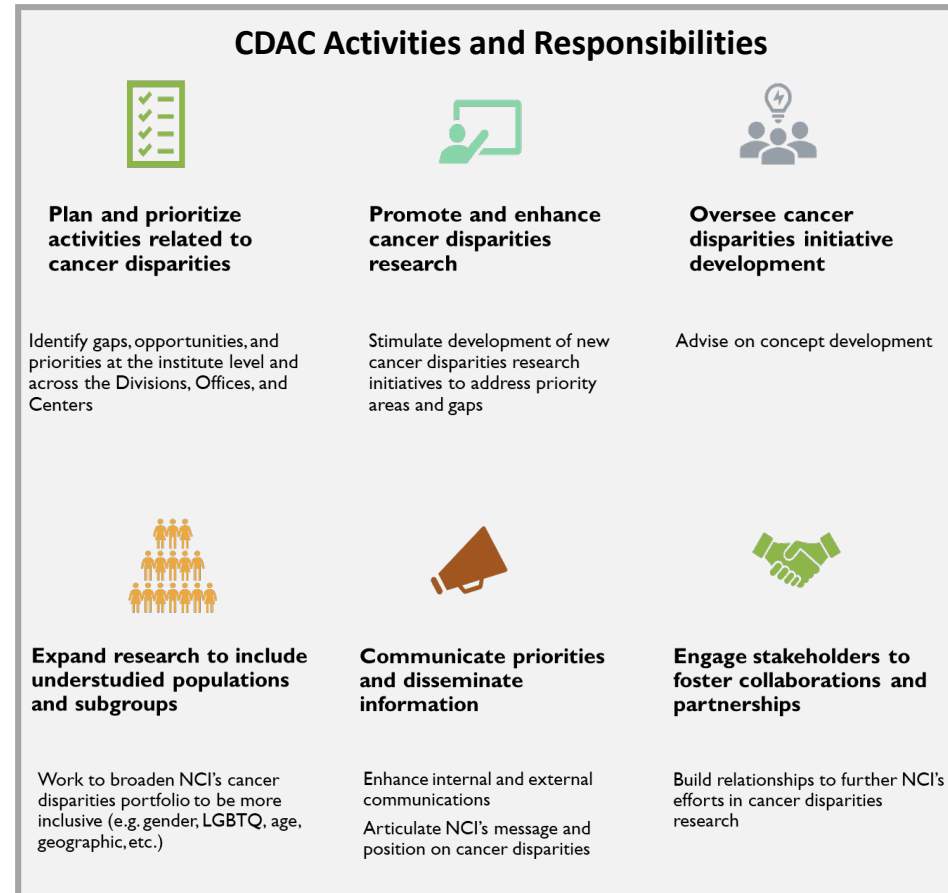 CDAC Activities and Responsibilities
Plan and prioritize
activities related to
cancer disparities
Identify gaps, opportunities, and
priorities at the institute level and
across the Divisions, Offices, and
Centers
Promote and enhance
cancer disparities
research
Stimulate development of new
cancer disparities research
initiatives to address priority
areas and gaps
Oversee cancer
disparities initiative
development
Advise on concept development
Expand research to include
understudied populations
and subgroups
Work to broaden NCI's cancer
disparities portfolio to be more
inclusive (e.g. gender, LGBTQ, age,
geographic, etc.)
Communicate priorities
and disseminate
information
Enhance internal and external
communications
Articulate NCI's message and
position on cancer disparities
Engage stakeholders to
foster collaborations and
partnerships
Build relationships to further NCI's
efforts in cancer disparities
research